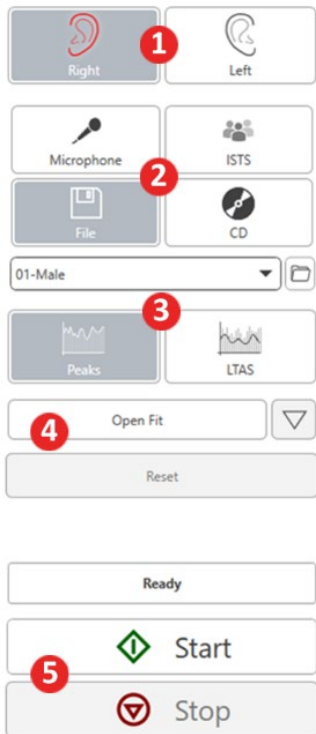 1
Right Left
Microphone ISTS
2
File CD
01-Male
3
Peaks LTAS
4 Open Fit
Reset
Ready
Start
5
Stop